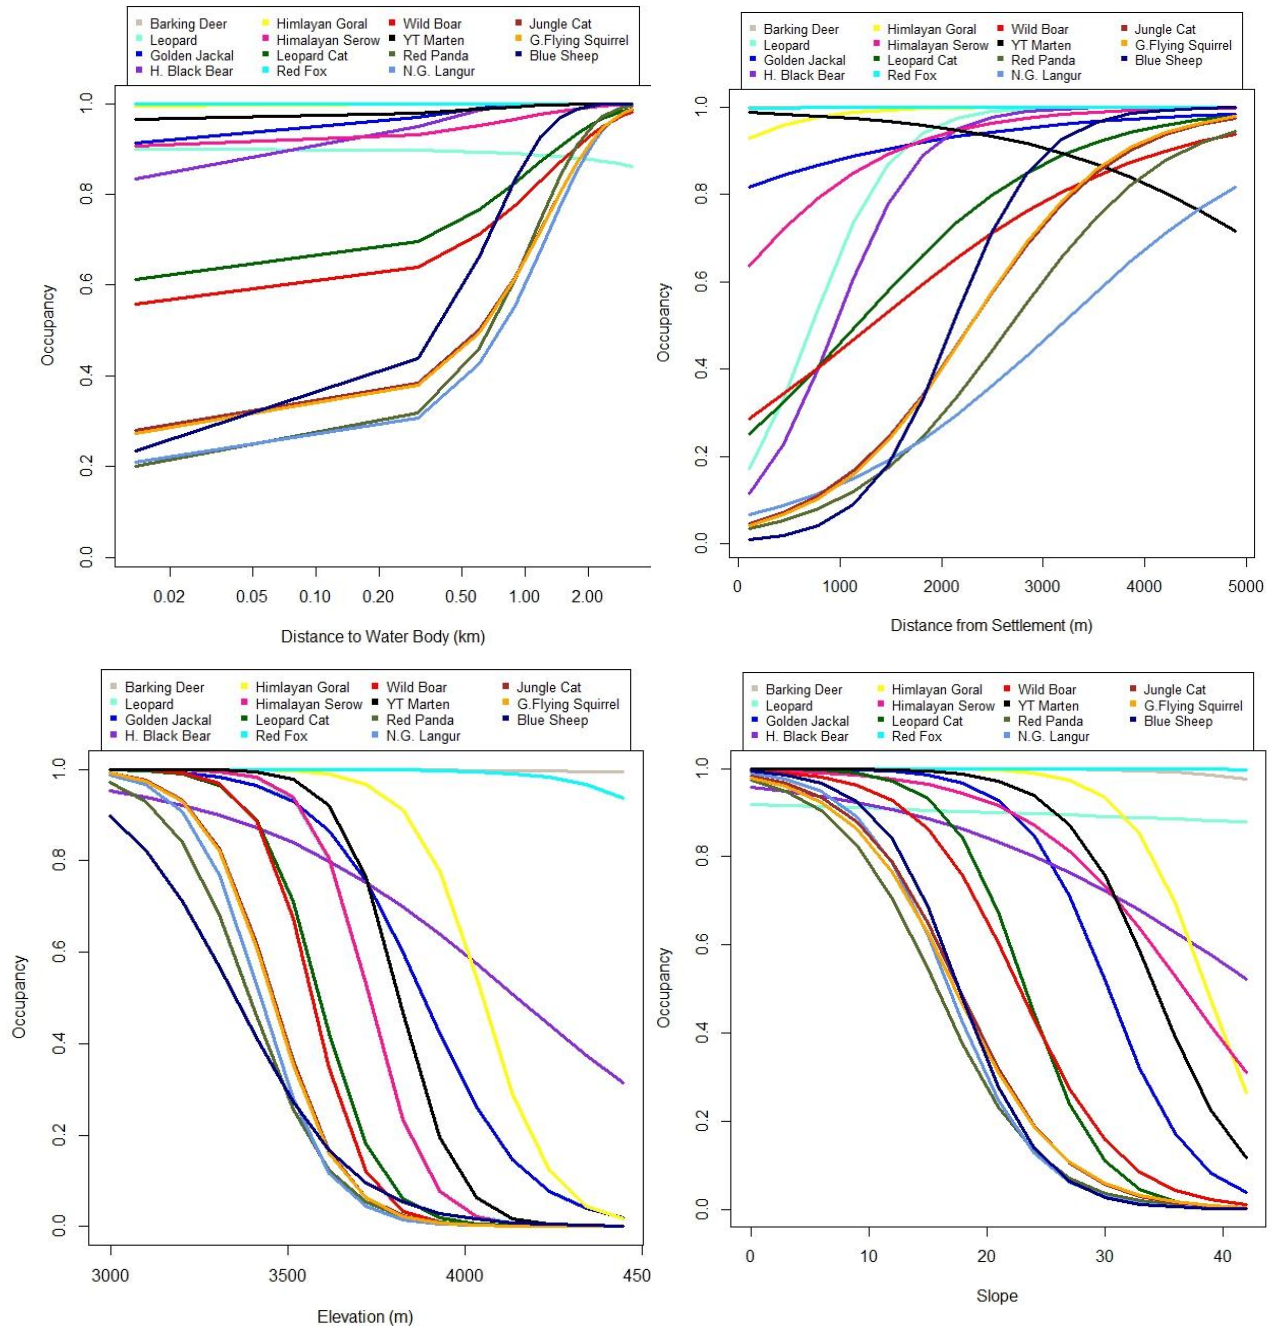 Barking Deer Himlayan Goral Wild Boar Jungle Cat
Leopard Himalayan Serow YT Marten G.Flying Squirrel
Golden Jackal Leopard Cat Red Panda Blue Sheep
H. Black Bear Red Fox N.G. Langur
1.0
0.8
0.6
0.4
0.2
0.0
Occupancy
0.02 0.05 0.10 0.20 0.50 1.00 2.00
Distance to Water Body (km)
Barking Deer Himlayan Goral Wild Boar Jungle Cat
Leopard Himalayan Serow YT Marten G.Flying Squirrel
Golden Jackal Leopard Cat Red Panda Blue Sheep
H. Black Bear Red Fox N.G. Langur
1.0
0.8
0.6
0.4
0.2
0.0
Occupancy
0 1000 2000 3000 4000 5000
Distance from Settlement (m)
Barking Deer Himlayan Goral Wild Boar Jungle Cat
Leopard Himalayan Serow YT Marten G.Flying Squirrel
Golden Jackal Leopard Cat Red Panda Blue Sheep
H. Black Bear Red Fox N.G. Langur
1.0
0.8
0.6
0.4
0.2
0.0
Occupancy
3000 3500 4000 450
Elevation (m)
Barking Deer Himlayan Goral Wild Boar Jungle Cat
Leopard Himalayan Serow YT Marten G.Flying Squirrel
Golden Jackal Leopard Cat Red Panda Blue Sheep
H. Black Bear Red Fox N.G. Langur
1.0
0.8
0.6
0.4
0.2
0.0
Occupancy
0 10 20 30 40
Slope